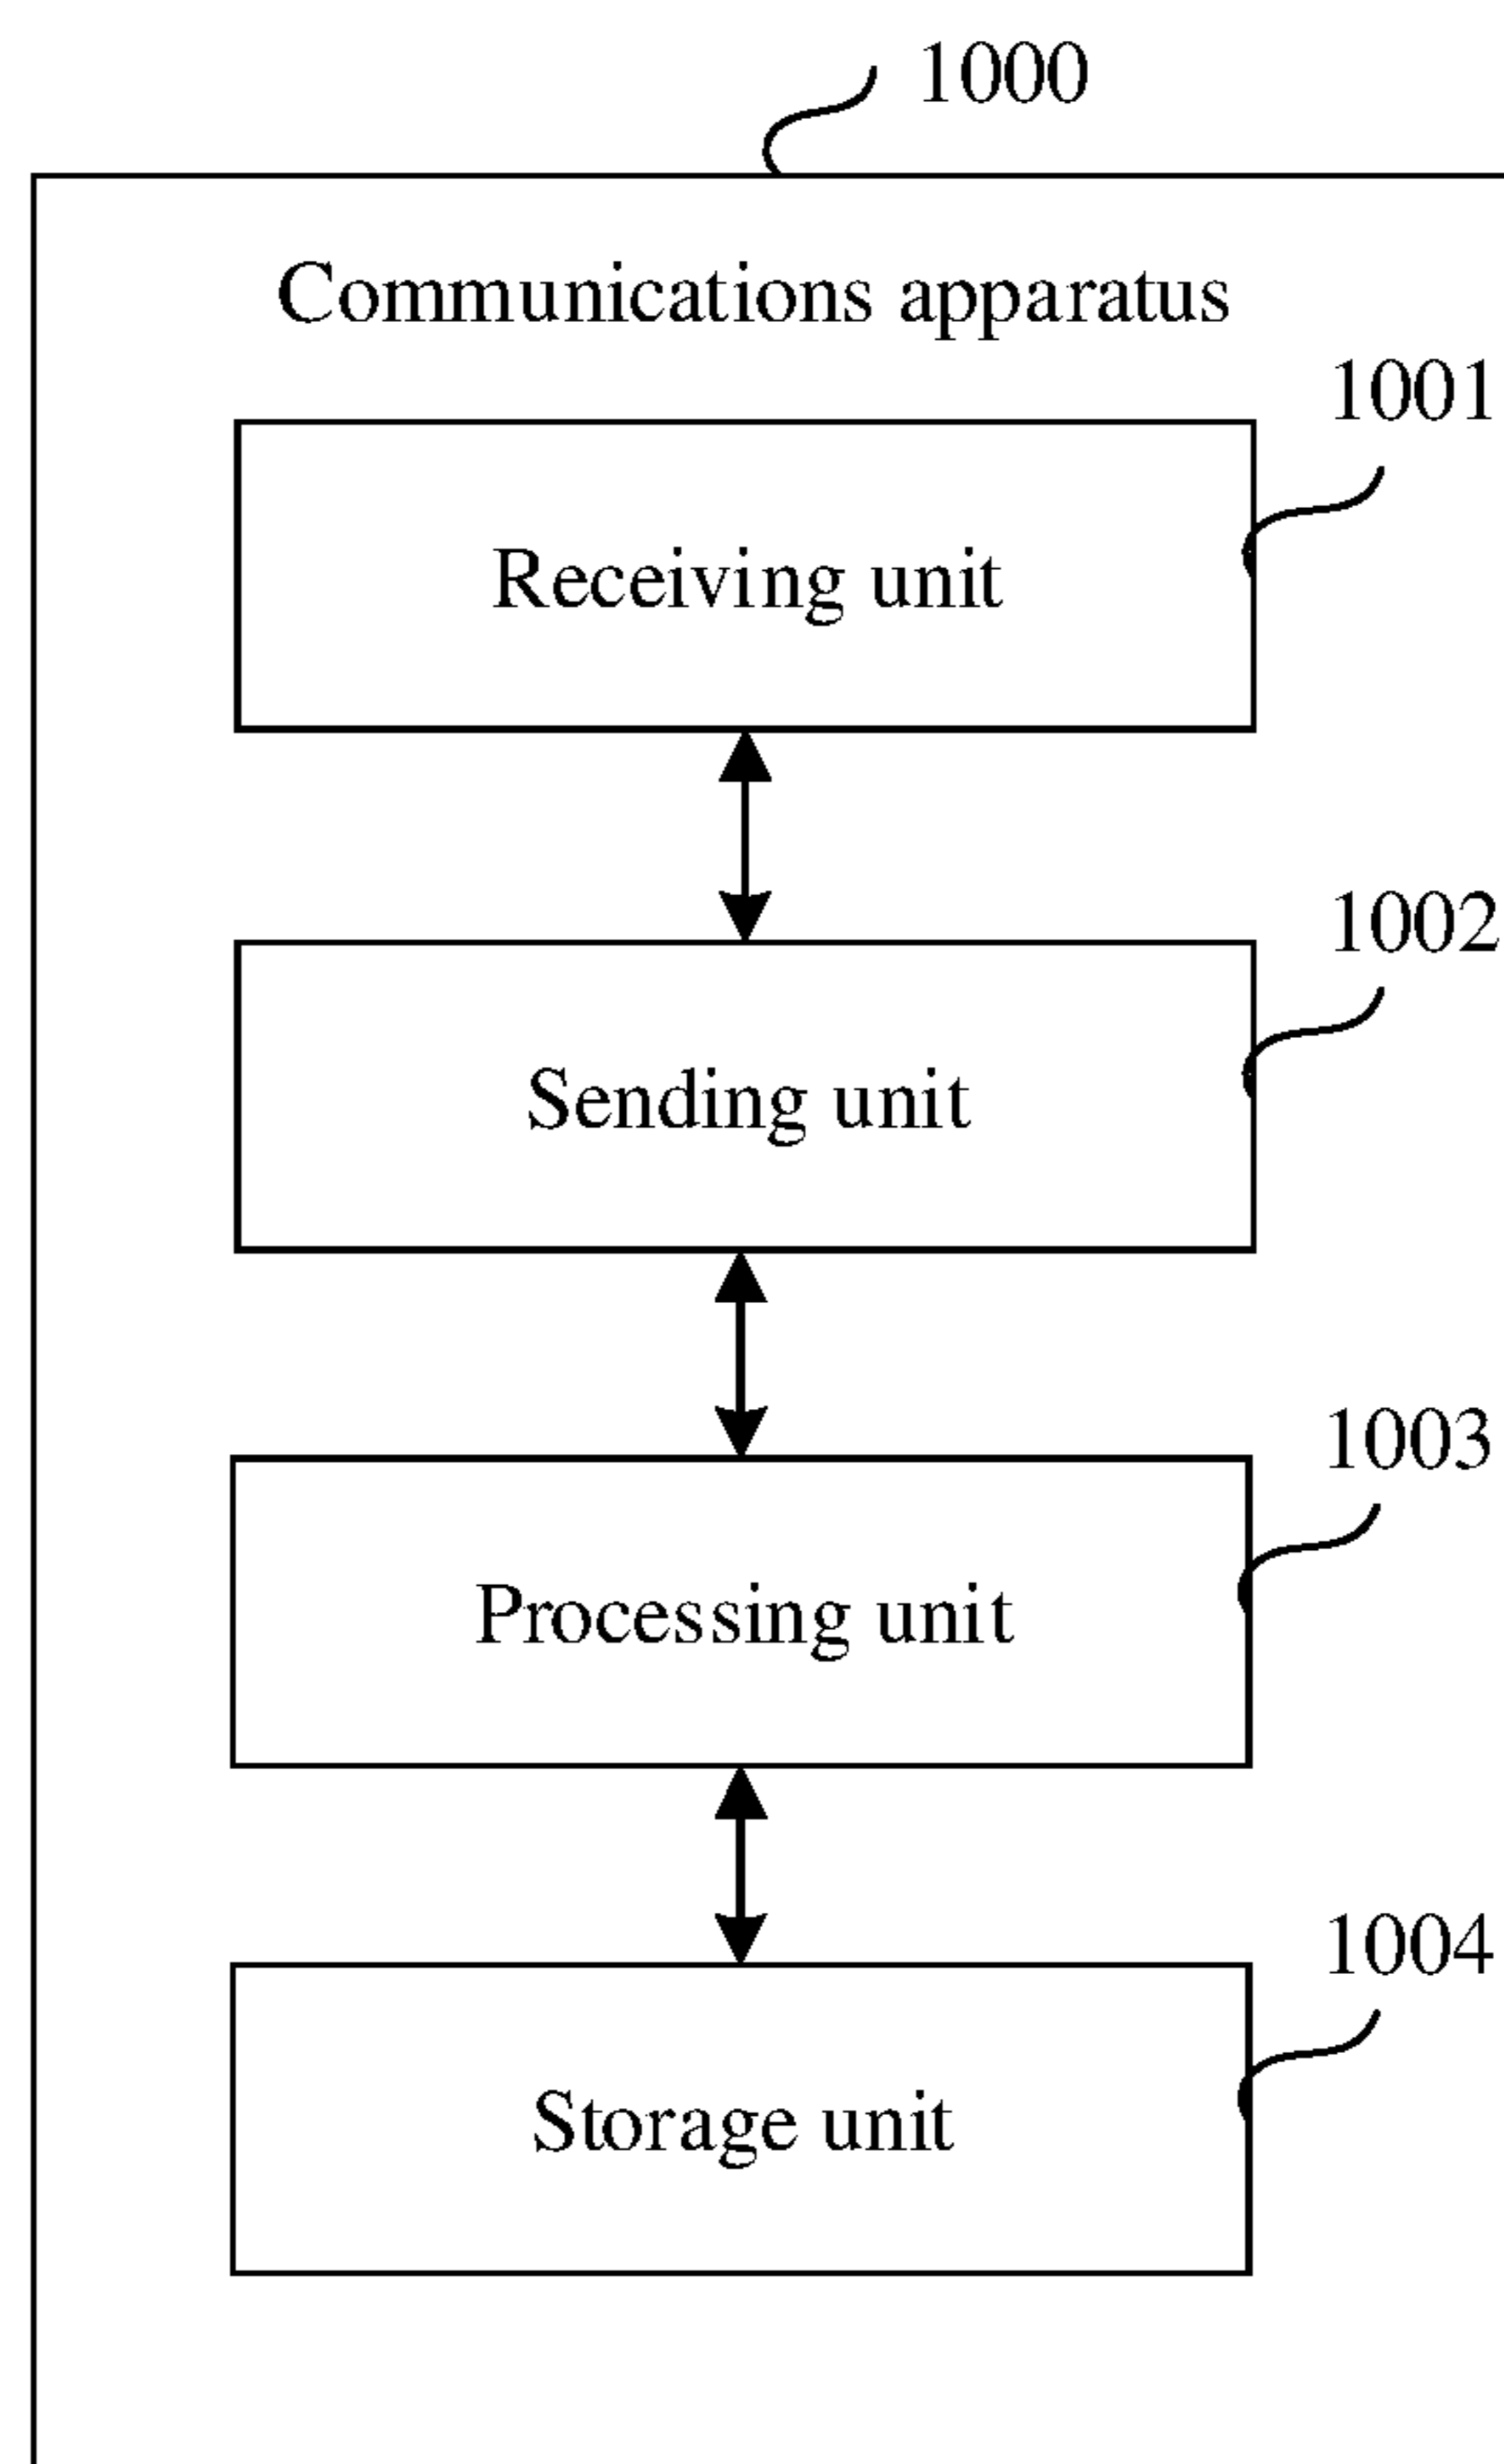 1000
Communications apparatus
1001
Receiving unit
1002
Sending unit
1003
Processing unit
1004
Storage unit